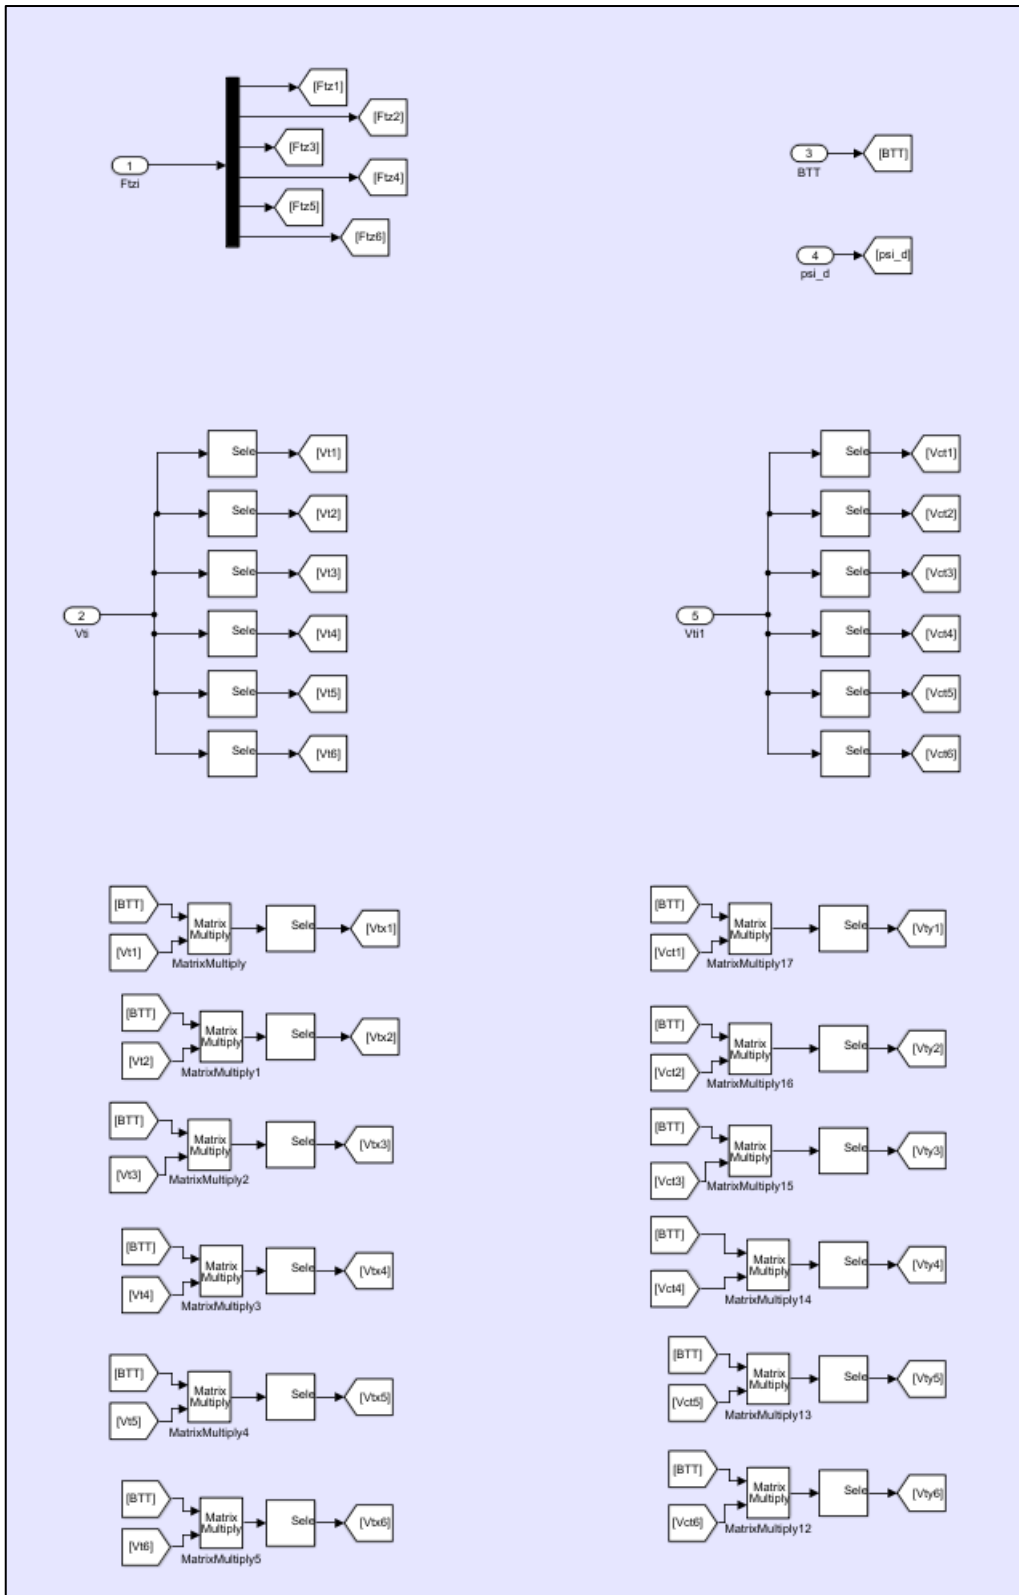 [Ftz1]
[Ftz2]
[Ftz3]
[Ftz4]
[Ftz5]
[Ftz6]
1
Ftzi
3
BTT
[BTT]
4
psi_d
[psi_d]
Sele
[Vt1]
Sele
[Vt2]
Sele
[Vt3]
Sele
[Vt4]
Sele
[Vt5]
Sele
[Vt6]
2
Vti
Sele
[Vct1]
Sele
[Vct2]
Sele
[Vct3]
Sele
[Vct4]
Sele
[Vct5]
Sele
[Vct6]
5
Vti1
[BTT]
[Vt1]
Matrix
Multiply
MatrixMultiply
Sele
[Vtx1]
[BTT]
[Vt2]
Matrix
Multiply
MatrixMultiply1
Sele
[Vtx2]
[BTT]
[Vt3]
Matrix
Multiply
MatrixMultiply2
Sele
[Vtx3]
[BTT]
[Vt4]
Matrix
Multiply
MatrixMultiply3
Sele
[Vtx4]
[BTT]
[Vt5]
Matrix
Multiply
MatrixMultiply4
Sele
[Vtx5]
[BTT]
[Vt6]
Matrix
Multiply
MatrixMultiply5
Sele
[Vtx6]
[BTT]
[Vct1]
Matrix
Multiply
MatrixMultiply17
Sele
[Vty1]
[BTT]
[Vct2]
Matrix
Multiply
MatrixMultiply16
Sele
[Vty2]
[BTT]
[Vct3]
Matrix
Multiply
MatrixMultiply15
Sele
[Vty3]
[BTT]
[Vct4]
Matrix
Multiply
MatrixMultiply14
Sele
[Vty4]
[BTT]
[Vct5]
Matrix
Multiply
MatrixMultiply13
Sele
[Vty5]
[BTT]
[Vct6]
Matrix
Multiply
MatrixMultiply12
Sele
[Vty6]